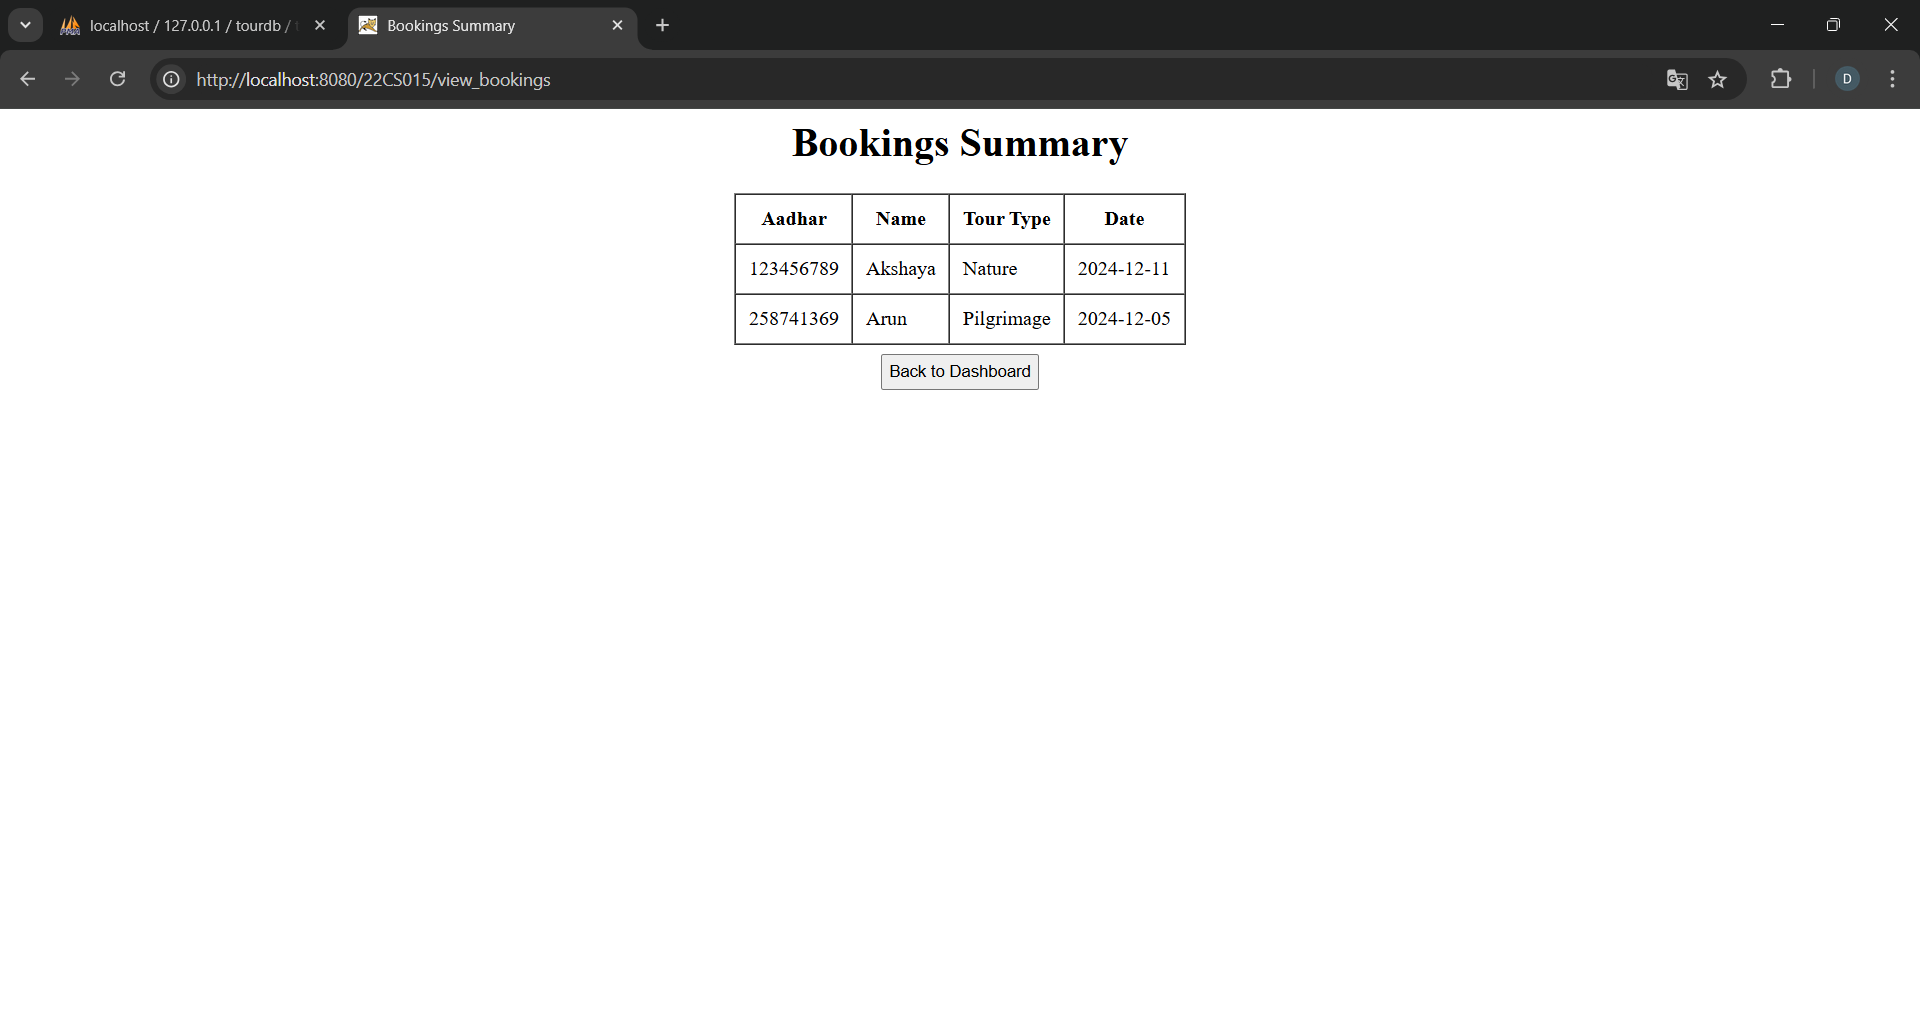 localhost / 127.0.0.1 / tourdb /
Bookings Summary
http://localhost:8080/22CS015/view_bookings
D
Bookings Summary
Aadhar Name Tour Type Date
123456789 Akshaya Nature 2024-12-11
258741369 Arun Pilgrimage 2024-12-05
Back to Dashboard